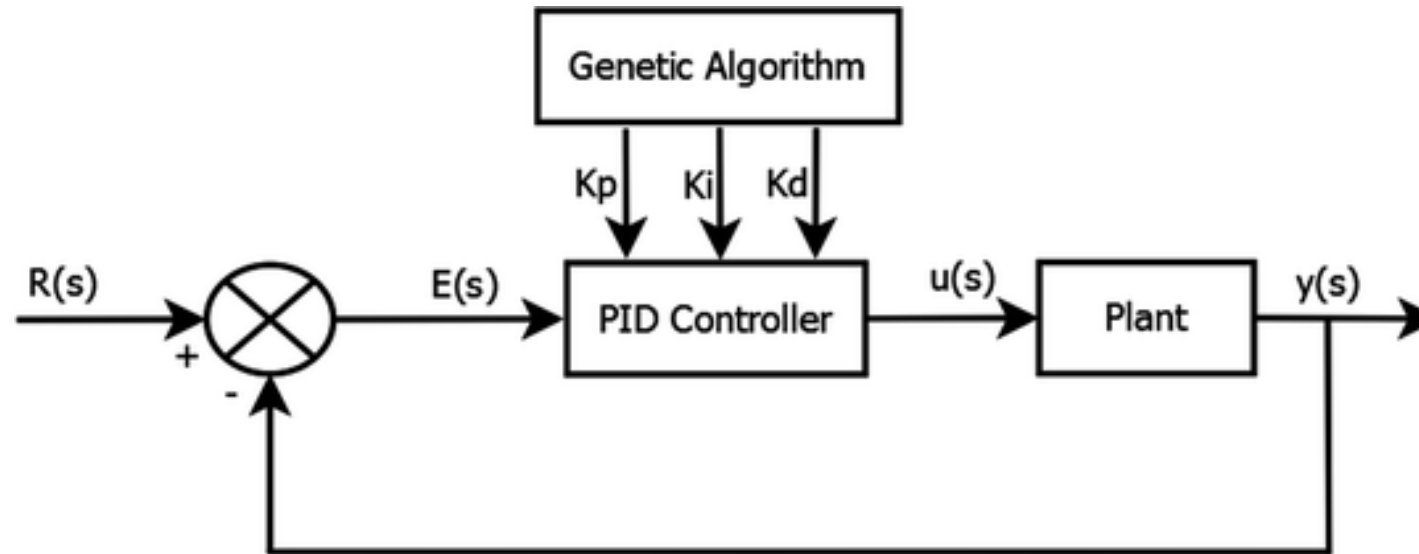 Genetic Algorithm
Kp Ki Kd
R(s) E(s) u(s) y(s)
PID Controller Plant
+
-